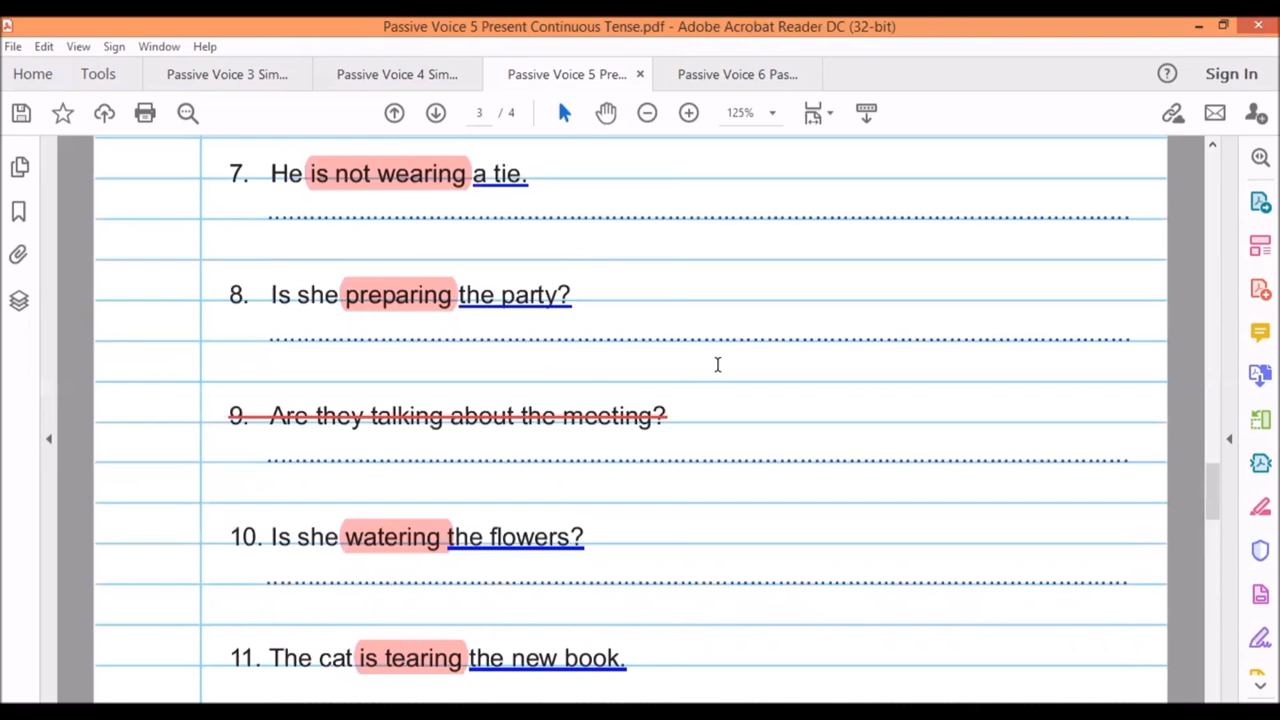 Passive Voice 5 Present Continuous Tense.pdf - Adobe Acrobat Reader DC (32-bit)
File Edit View Sign Window Help
Home Tools Passive Voice 3 Sim... Passive Voice 4 Sim... Passive Voice 5 Pre... × Passive Voice 6 Pas... Sign In
3 / 4 125%
7. He is not wearing a tie.
8. Is she preparing the party?
9. Are they talking about the meeting?
10. Is she watering the flowers?
11. The cat is tearing the new book.